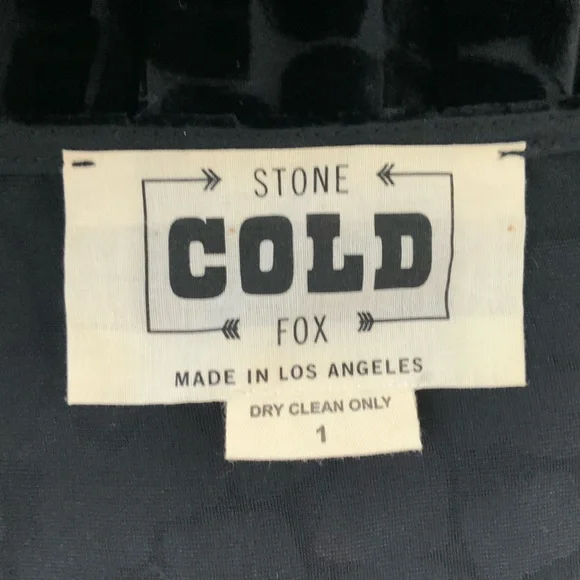 STONE
COLD
FOX
MADE IN LOS ANGELES
DRY CLEAN ONLY
1